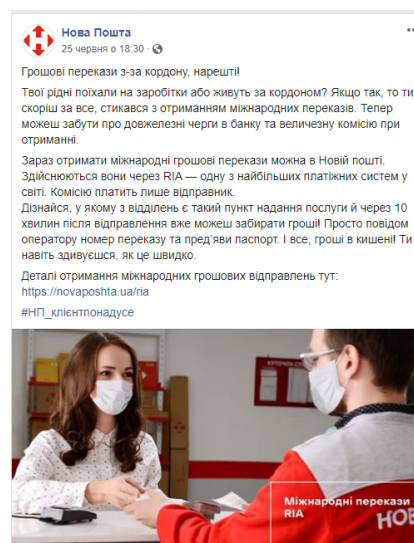 Нова Пошта
25 червня о 18:30 ·
Грошові перекази з-за кордону, нарешті!
Твої рідні поїхали на заробітки або живуть за кордоном? Якщо так, то ти
скоріш за все, стикався з отриманням міжнародних переказів. Тепер
можеш забути про довжелезні черги в банку та величезну комісію при
отриманні.
Зараз отримати міжнародні грошові перекази можна в Новій пошті.
Здійснюються вони через RIA — одну з найбільших платіжних систем у
світі. Комісію платить лише відправник.
Дізнайся, у якому з відділень є такий пункт надання послуги й через 10
хвилин після відправлення вже можеш забирати гроші! Просто повідом
оператору номер переказу та пред’яви паспорт. І все, гроші в кишені! Ти
навіть здивуєшся, як це швидко.
Деталі отримання міжнародних грошових відправлень тут:
https://novaposhta.ua/ria
#НП_клієнтпонадусе
Міжнародні перекази
RIA
НОВ